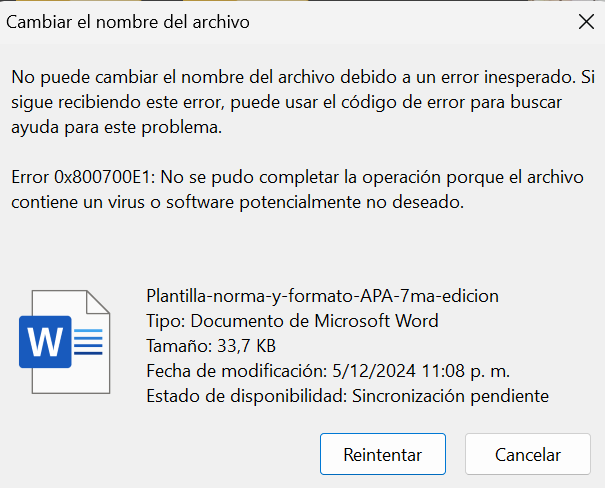 Cambiar el nombre del archivo
No puede cambiar el nombre del archivo debido a un error inesperado. Si
sigue recibiendo este error, puede usar el código de error para buscar
ayuda para este problema.
Error 0x800700E1: No se pudo completar la operación porque el archivo
contiene un virus o software potencialmente no deseado.
W
Plantilla-norma-y-formato-APA-7ma-edicion
Tipo: Documento de Microsoft Word
Tamaño: 33,7 KB
Fecha de modificación: 5/12/2024 11:08 p. m.
Estado de disponibilidad: Sincronización pendiente
Reintentar
Cancelar